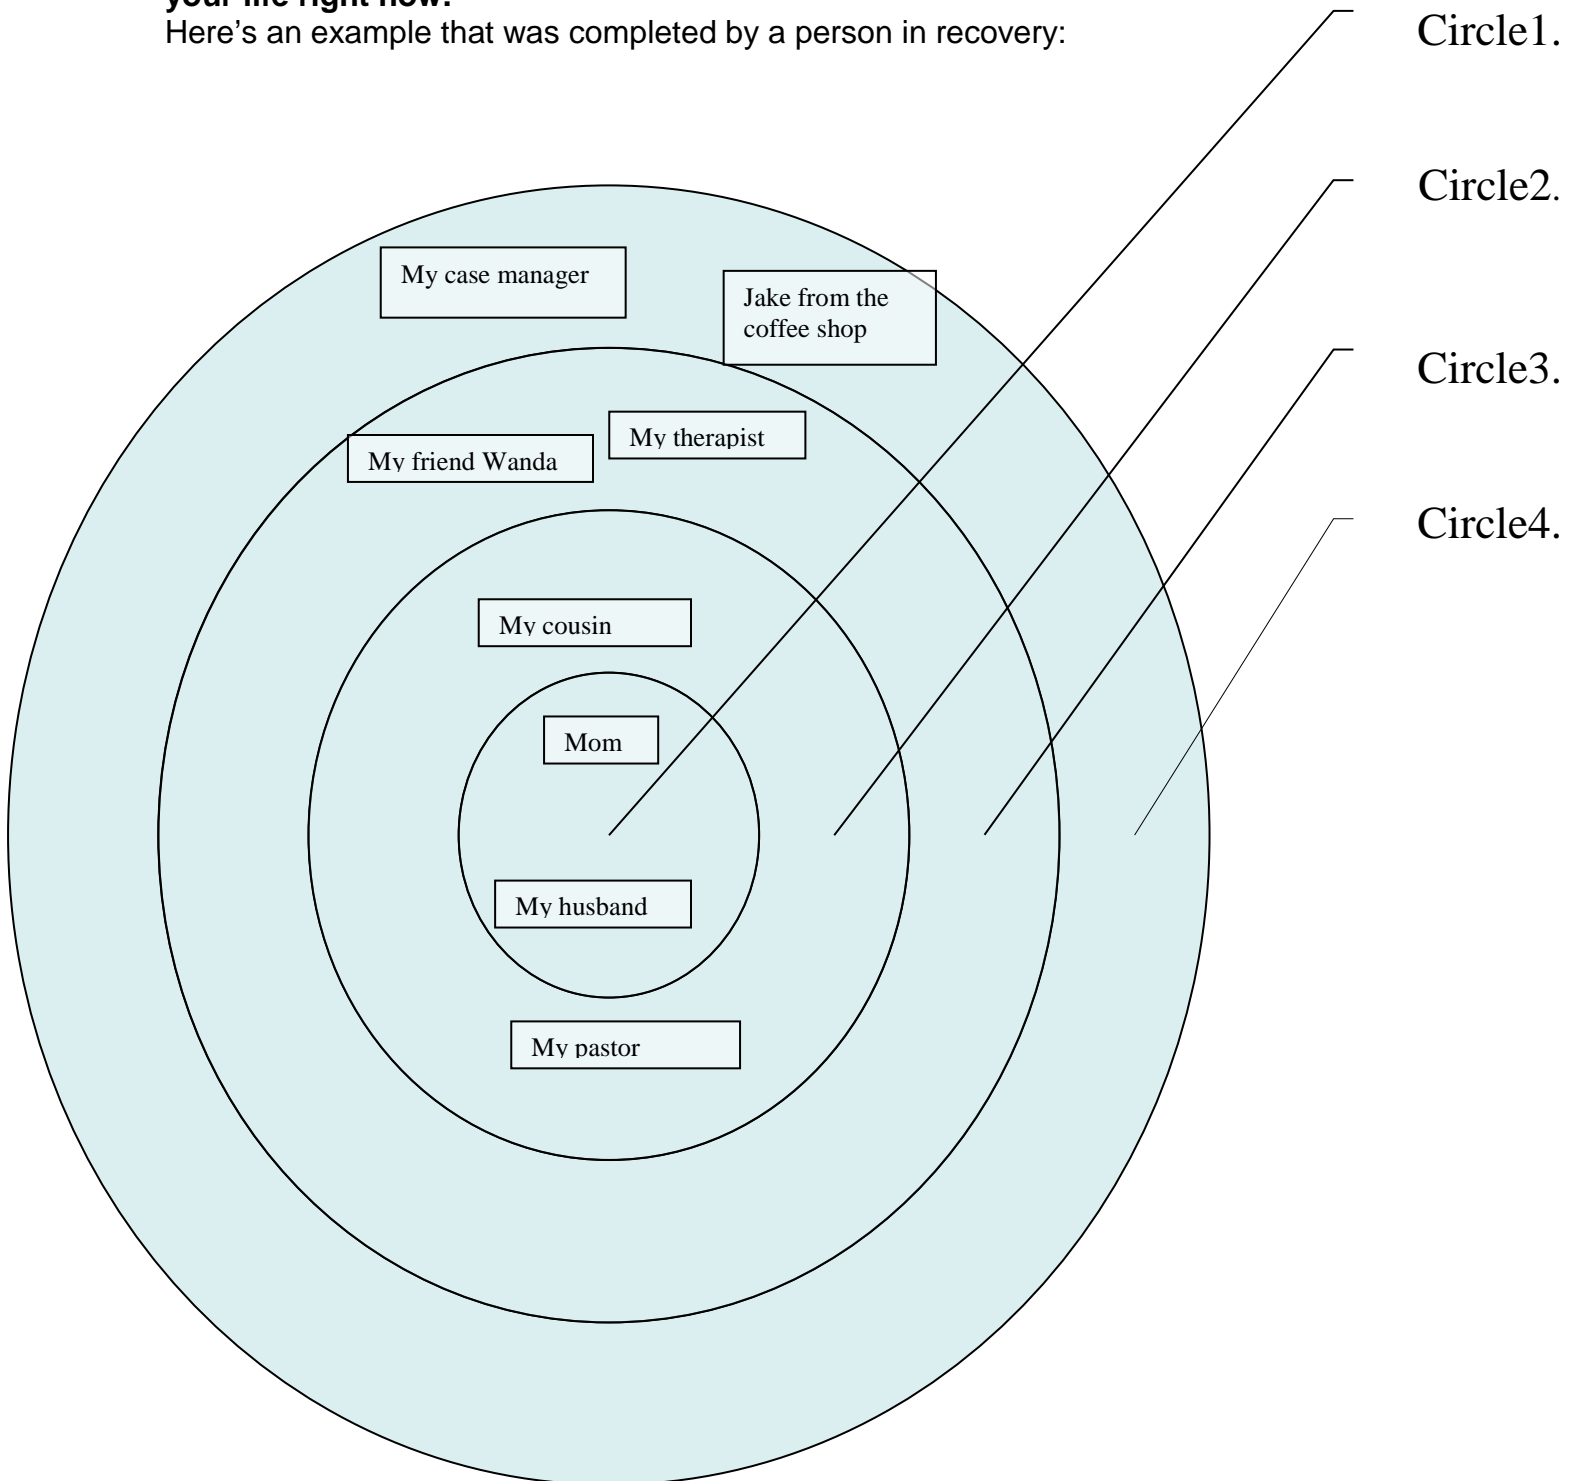 your life right now.
Here’s an example that was completed by a person in recovery:
Circle1.
Circle2.
My case manager
Jake from the
coffee shop
Circle3.
My therapist
My friend Wanda
Circle4.
My cousin
Mom
My husband
My pastor